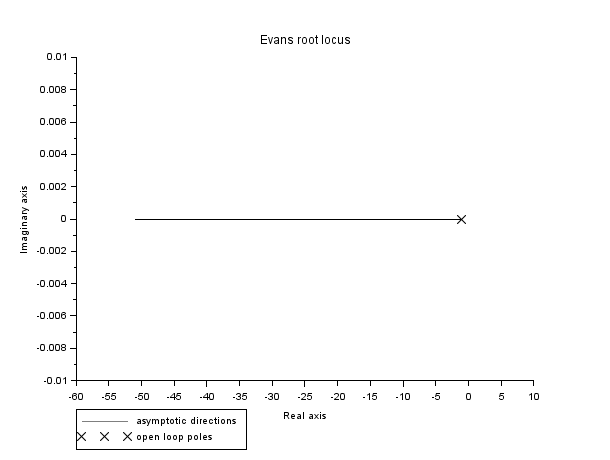 Evans root locus
0.01
0.008
0.006
0.004
0.002
0
-0.002
-0.004
-0.006
-0.008
-0.01
Imaginary axis
-60 -55 -50 -45 -40 -35 -30 -25 -20 -15 -10 -5 0 5 10
Real axis
asymptotic directions
open loop poles